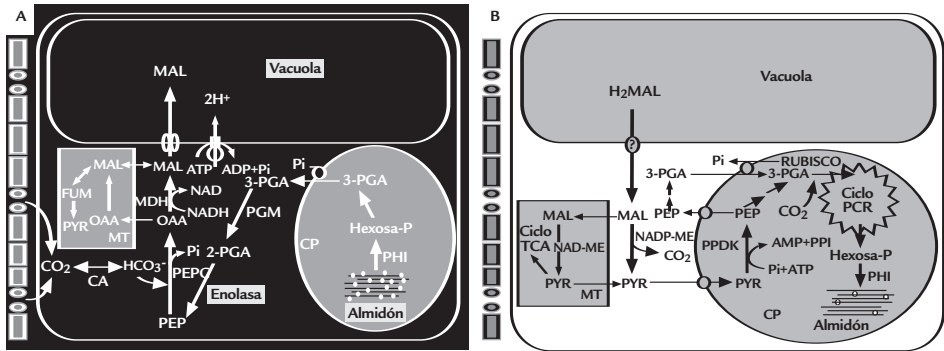 A
Vacuola
MAL
2H+
MAL
MAL
ATP
ADP+Pi
Pi
3-PGA
3-PGA
FUM
MDH
NAD
NADH
PGM
PYR
OAA
OAA
MT
Hexosa-P
CP
CO2
CA
HCO3-
Pi
PEPC
2-PGA
PHI
Enolasa
Almidón
PEP
B
Vacuola
H2MAL
?
Pi
RUBISCO
3-PGA
3-PGA
MAL
MAL
PEP
PEP
CO2
Ciclo
PCR
Ciclo
TCA
NAD-ME
NADP-ME
CO2
PPDK
AMP+PPI
Pi+ATP
Hexosa-P
PHI
PYR
MT
PYR
PYR
CP
Almidón